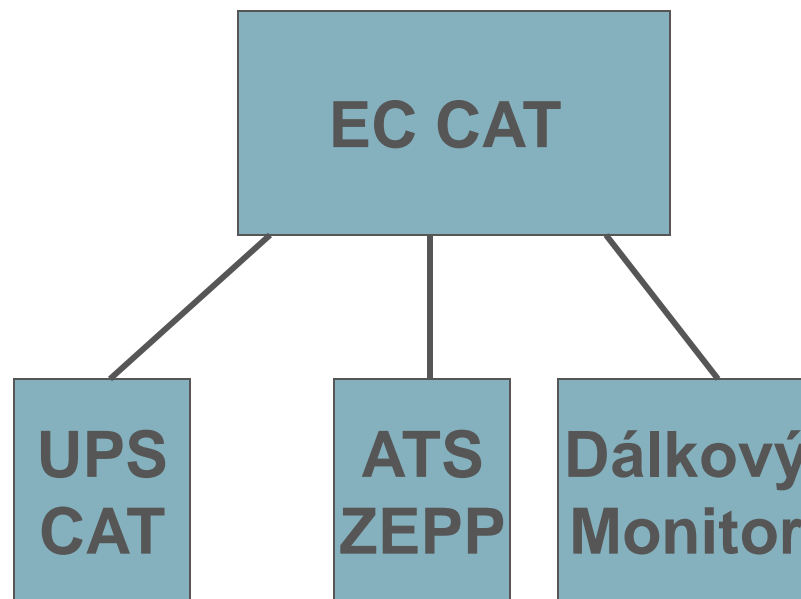 EC CAT
UPS
CAT
ATS
ZEPP
Dálkový
Monitor